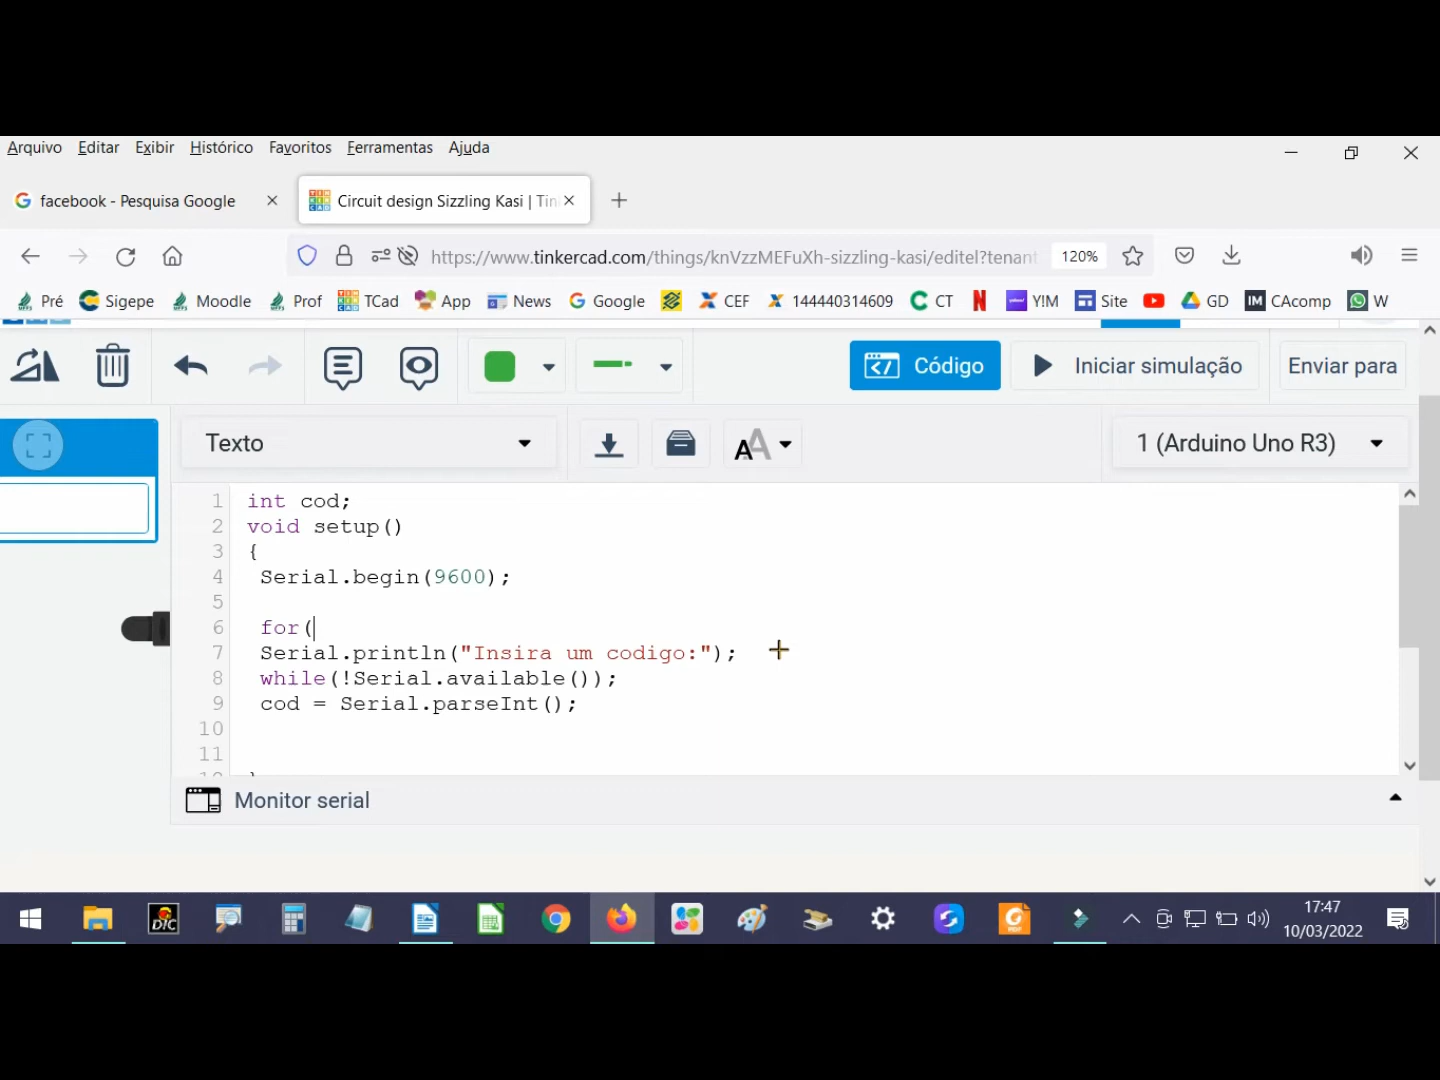 Arquivo Editar Exibir Histórico Favoritos Ferramentas Ajuda
facebook - Pesquisa Google
Circuit design Sizzling Kasi | Tin
https://www.tinkercad.com/things/knVzzMEFuXh-sizzling-kasi/editel?tenant 120%
Pré Sigepe Moodle Prof TCad App News Google CEF 144440314609 CT Y!M Site GD IM CAcomp W
Código Iniciar simulação Enviar para
Texto 1 (Arduino Uno R3)
1 int cod;
2 void setup()
3 {
4 Serial.begin(9600);
5
6 for(
7 Serial.println("Insira um codigo:");
8 while(!Serial.available());
9 cod = Serial.parseInt();
10
11
Monitor serial
DIC
17:47
10/03/2022